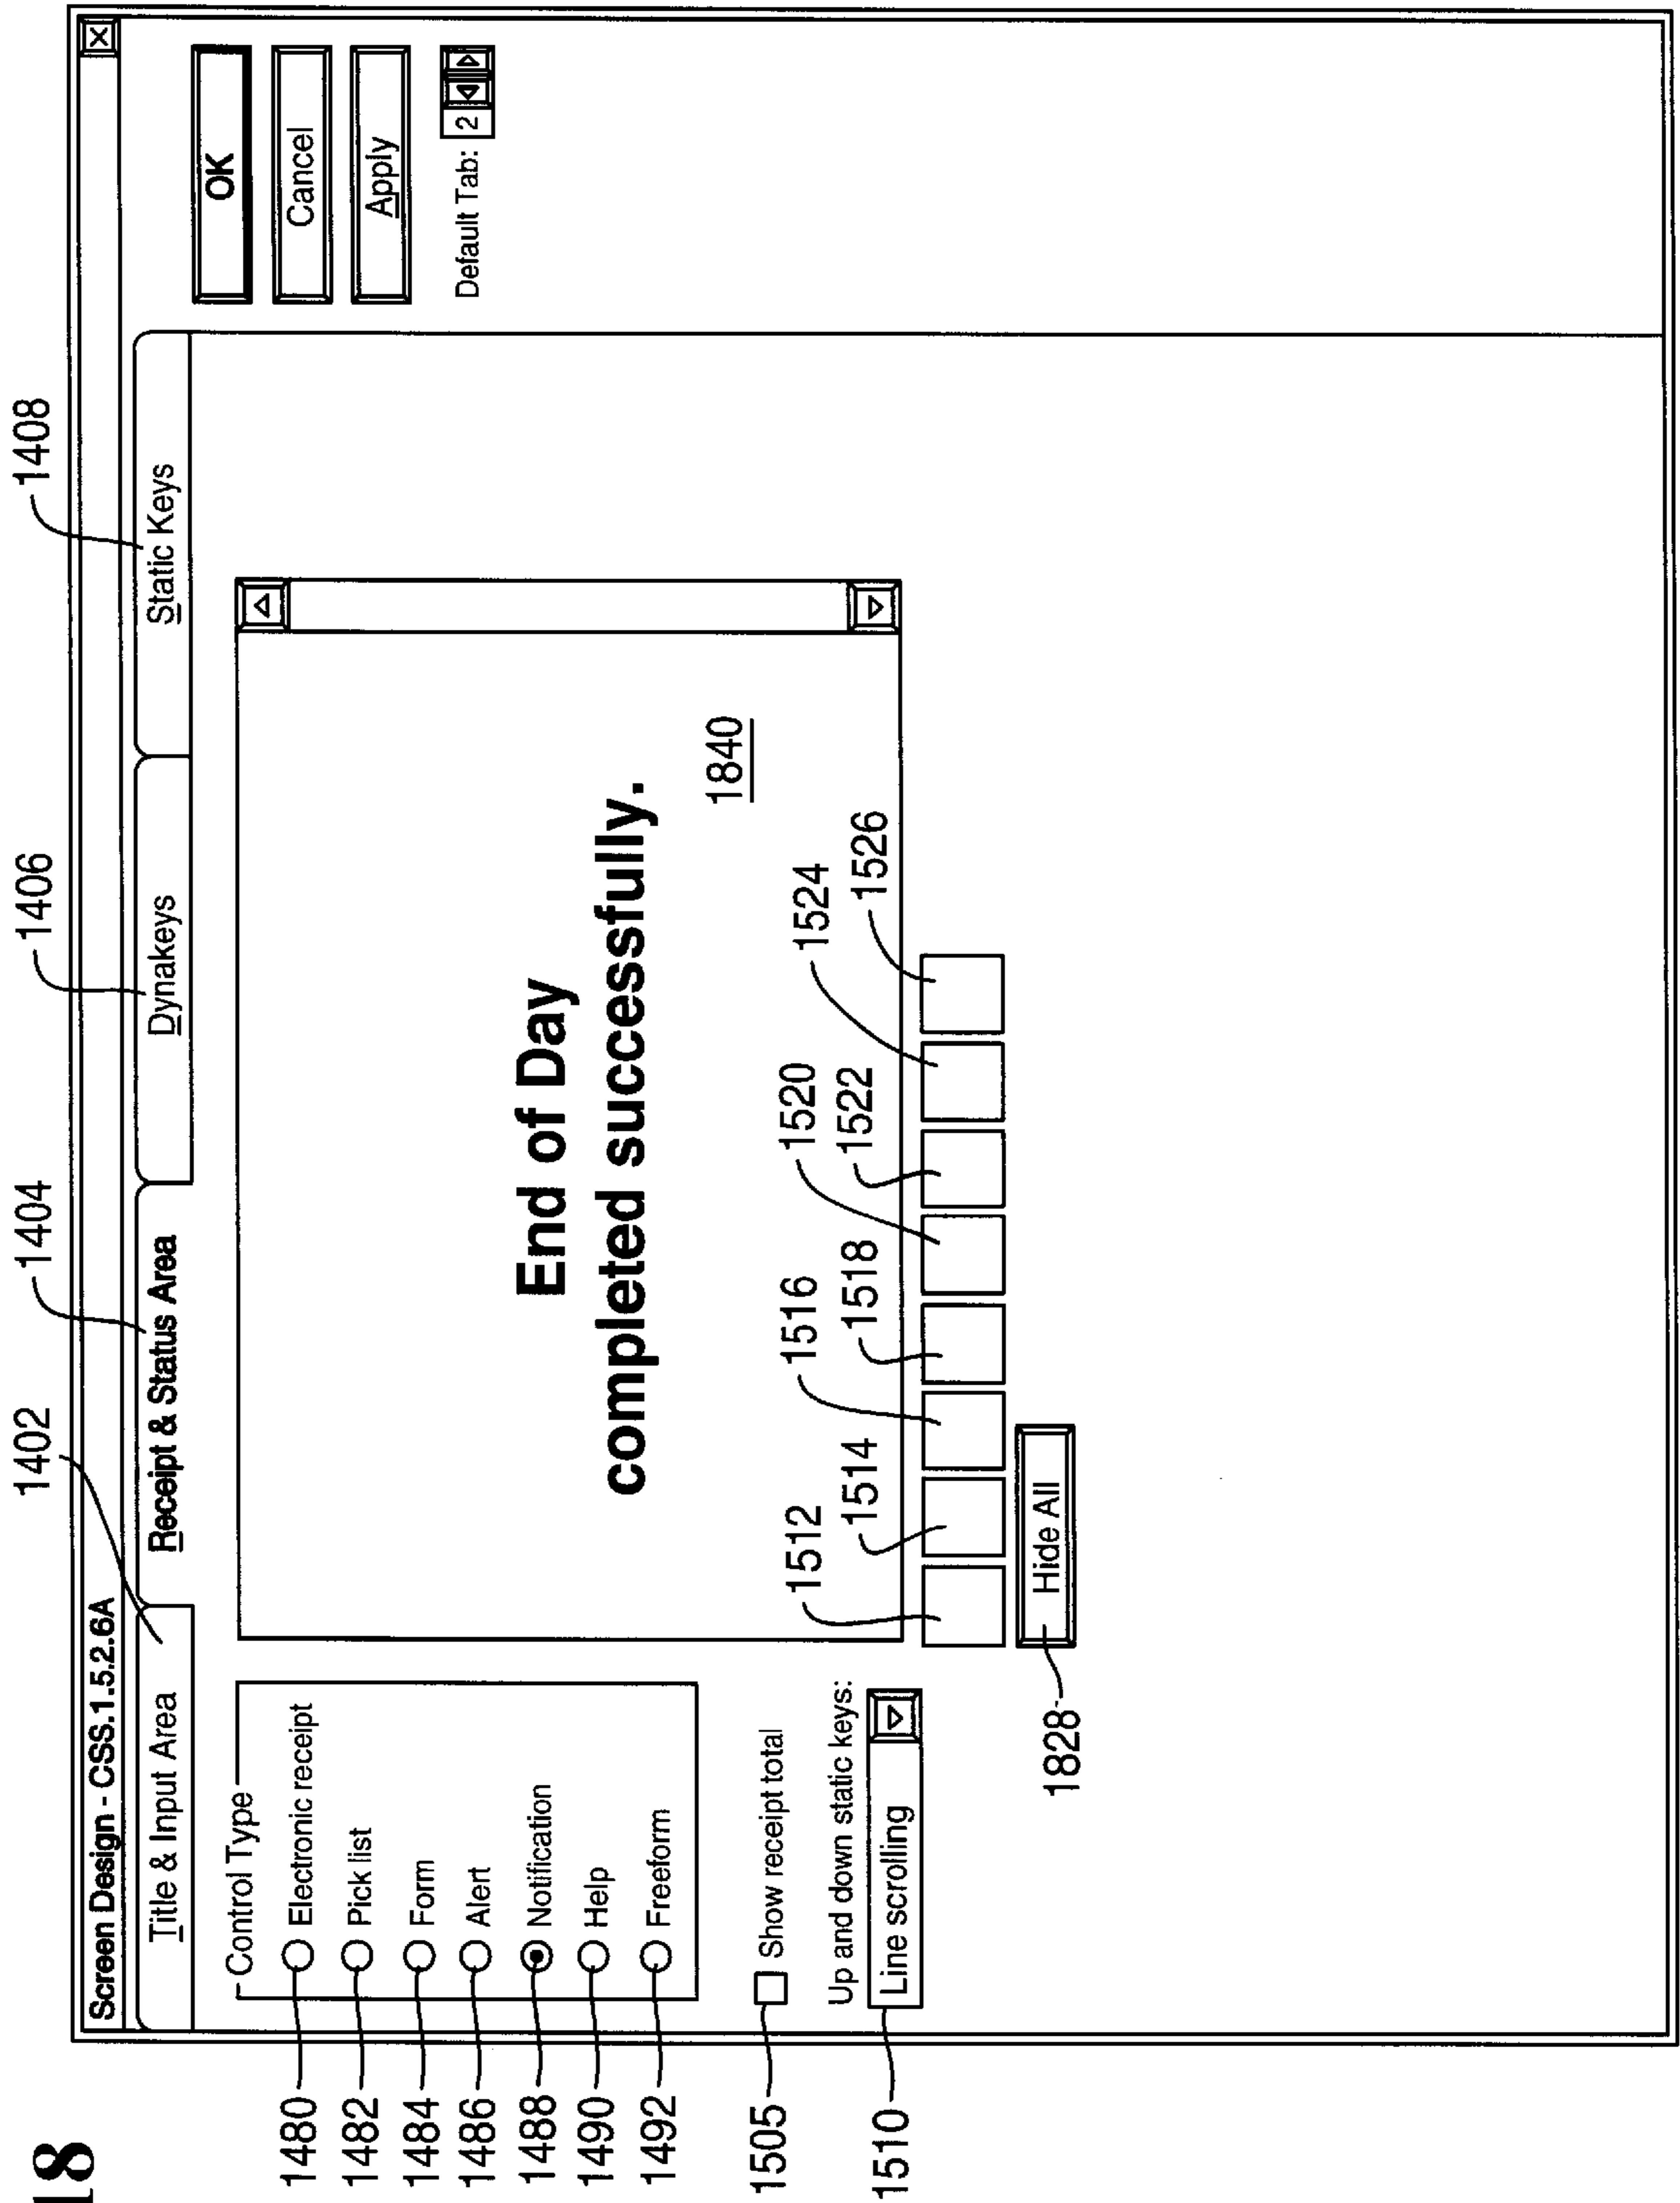 18
1402
1404
1406
1408
Screen Design - CSS.1.5.2.6A
Title & Input Area
Receipt & Status Area
Dynakeys
Static Keys
OK
Cancel
Apply
Default Tab: 2
Control Type
1480
Electronic receipt
1482
Pick list
1484
Form
1486
Alert
1488
Notification
1490
Help
1492
Freeform
1505
Show receipt total
Up and down static keys:
1510
Line scrolling
End of Day
completed successfully.
1840
1512
1514
1516
1518
1520
1522
1524
1526
Hide All
1828